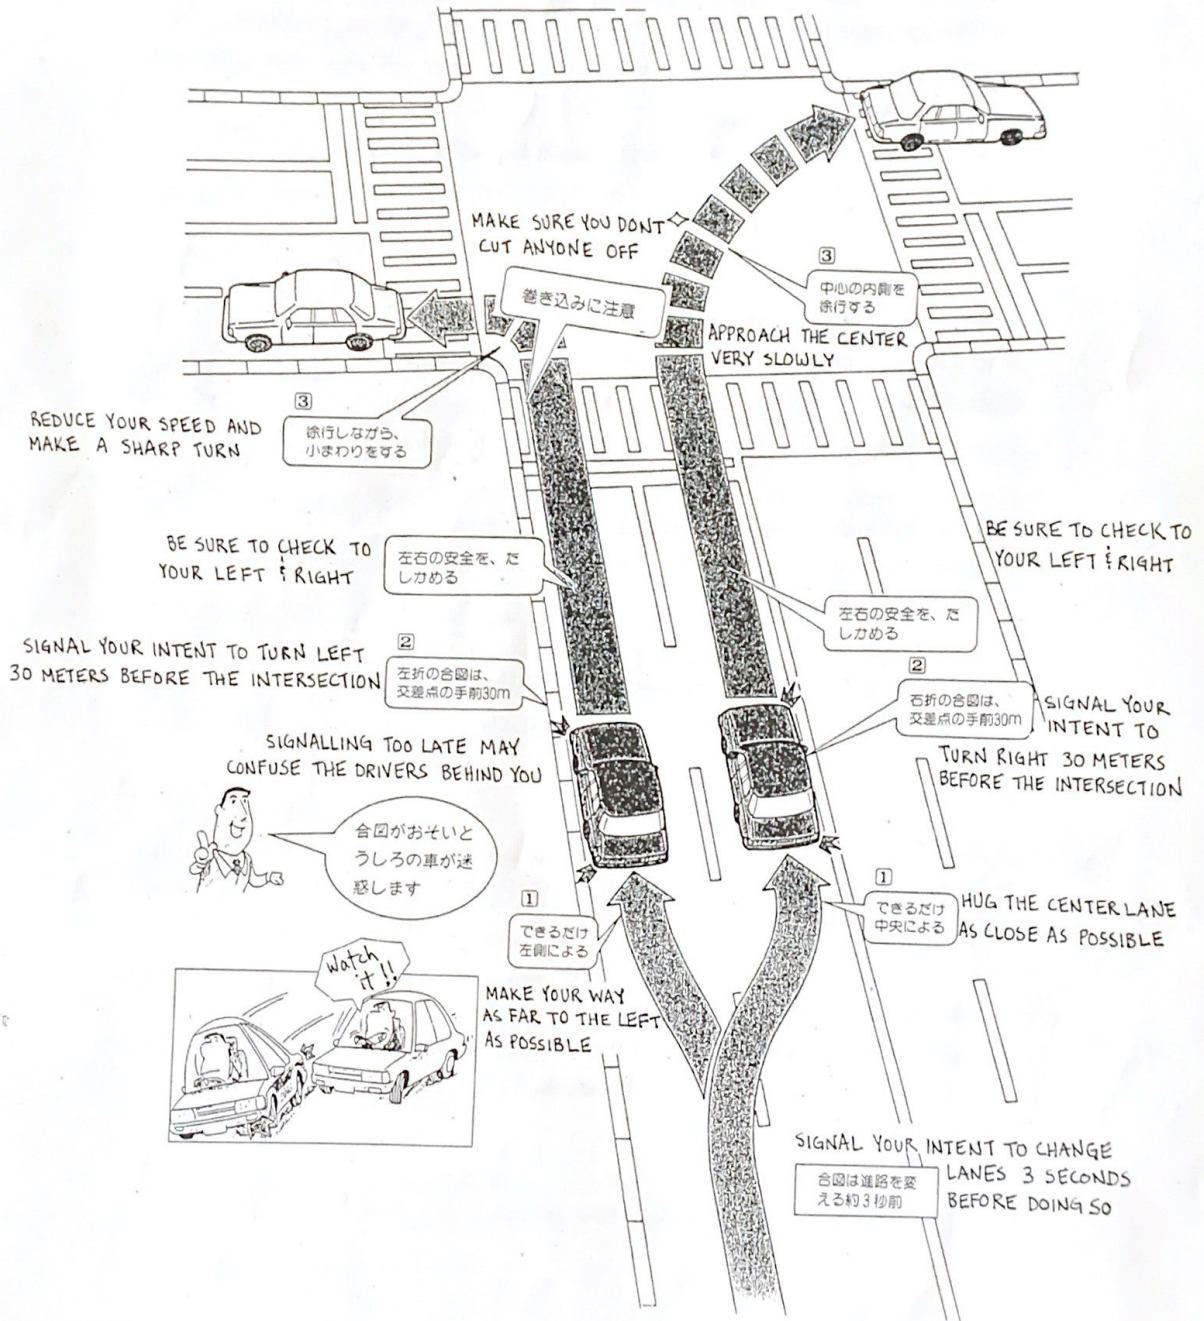 MAKE SURE YOU DONT
CUT ANYONE OFF
巻き込みに注意
3
中心の内側を
徐行する
APPROACH THE CENTER
VERY SLOWLY
REDUCE YOUR SPEED AND
MAKE A SHARP TURN
3
徐行しながら、
小まわりをする
BE SURE TO CHECK TO
YOUR LEFT & RIGHT
左右の安全を、た
しかめる
BE SURE TO CHECK TO
YOUR LEFT & RIGHT
左右の安全を、た
しかめる
SIGNAL YOUR INTENT TO TURN LEFT
30 METERS BEFORE THE INTERSECTION
2
左折の合図は、
交差点の手前30m
2
右折の合図は、
交差点の手前30m
SIGNAL YOUR
INTENT TO
TURN RIGHT 30 METERS
BEFORE THE INTERSECTION
SIGNALLING TOO LATE MAY
CONFUSE THE DRIVERS BEHIND YOU
合図がおそいと
うしろの車が迷
惑します
1
できるだけ
左側による
MAKE YOUR WAY
AS FAR TO THE LEFT
AS POSSIBLE
1
できるだけ
中央による
HUG THE CENTER LANE
AS CLOSE AS POSSIBLE
Watch
it!!
SIGNAL YOUR INTENT TO CHANGE
LANES 3 SECONDS
BEFORE DOING SO
合図は進路を変
える約3秒前